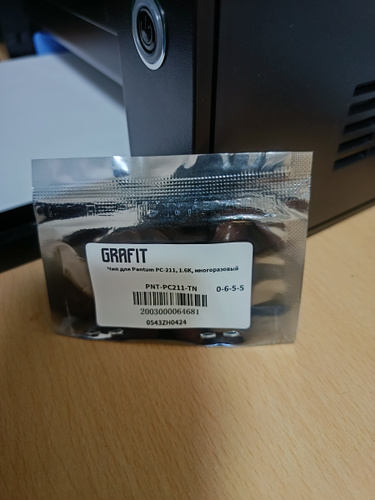 GRAFIT
Чип для Pantum PC-211, 1.6K, многоразовый
PNT-PC211-TN 0-6-5-5
2003000064681
0543ZH0424